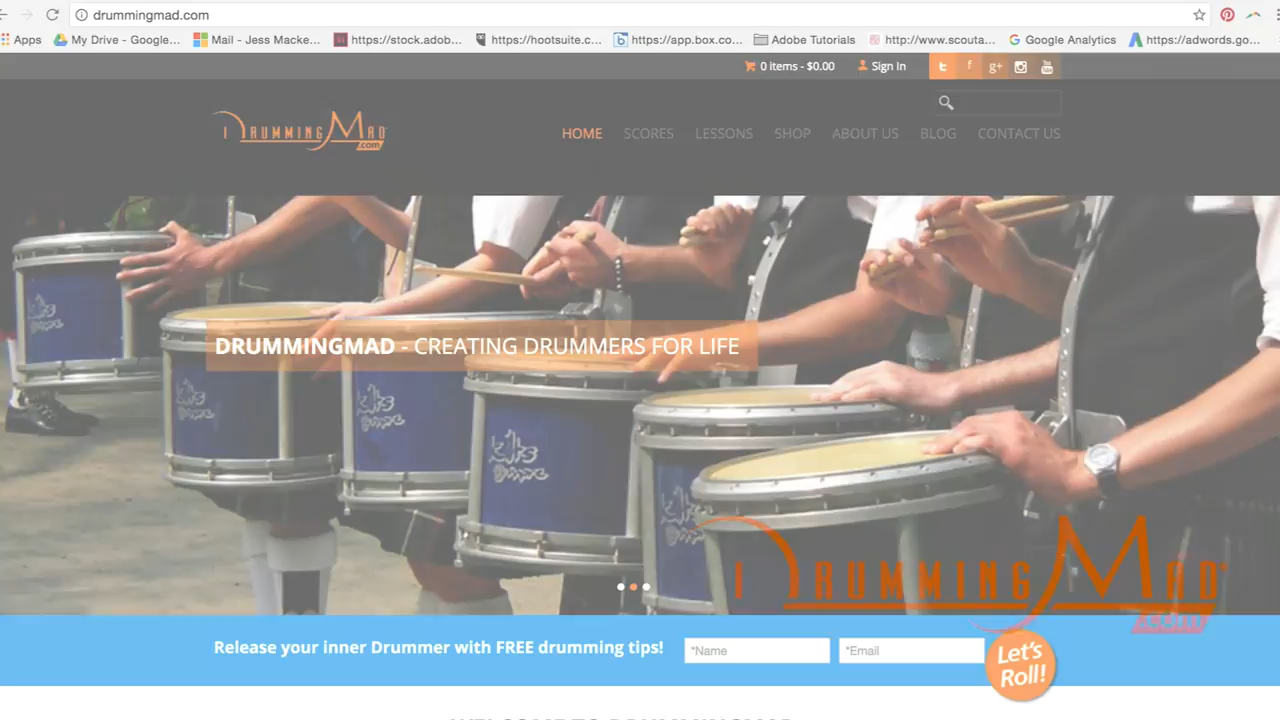 drummingmad.com
Apps My Drive - Google... Mail - Jess Macke... https://stock.adob... https://hootsuite.c... https://app.box.co... Adobe Tutorials http://www.scouta... Google Analytics https://adwords.go...
0 items - $0.00 Sign In
DRUMMINGMAD
.com
HOME SCORES LESSONS SHOP ABOUT US BLOG CONTACT US
DRUMMINGMAD - CREATING DRUMMERS FOR LIFE
DRUMMINGMAD
.com
Release your inner Drummer with FREE drumming tips! *Name *Email Let's
Roll!
WELCOME TO DRUMMINGMAD